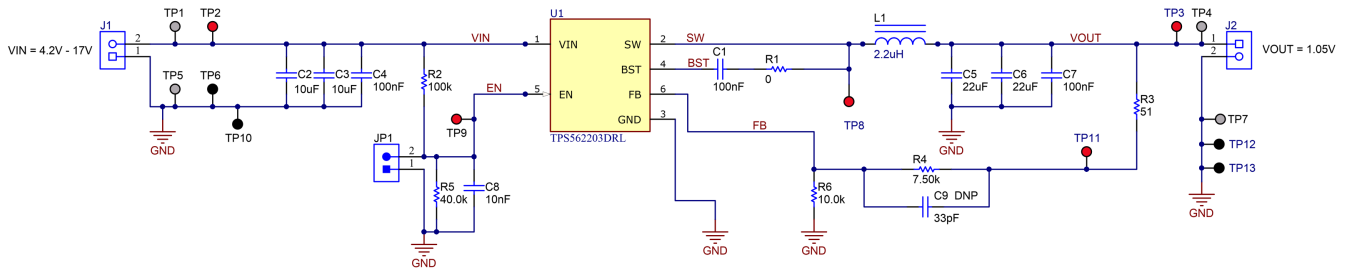 J1
VIN = 4.2V - 17V
2
1
TP1
TP2
TP5
TP6
TP10
GND
C2
10uF
C3
10uF
C4
100nF
VIN
R2
100k
EN
TP9
JP1
2
1
R5
40.0k
C8
10nF
GND
U1
1
VIN
5
EN
SW
2
BST
4
FB
6
GND
3
TPS562203DRL
SW
BST
C1
100nF
R1
0
TP8
L1
2.2uH
FB
GND
R6
10.0k
GND
R4
7.50k
C9 DNP
33pF
C5
22uF
C6
22uF
C7
100nF
GND
VOUT
R3
51
TP11
TP3
TP4
J2
1
2
VOUT = 1.05V
TP7
TP12
TP13
GND